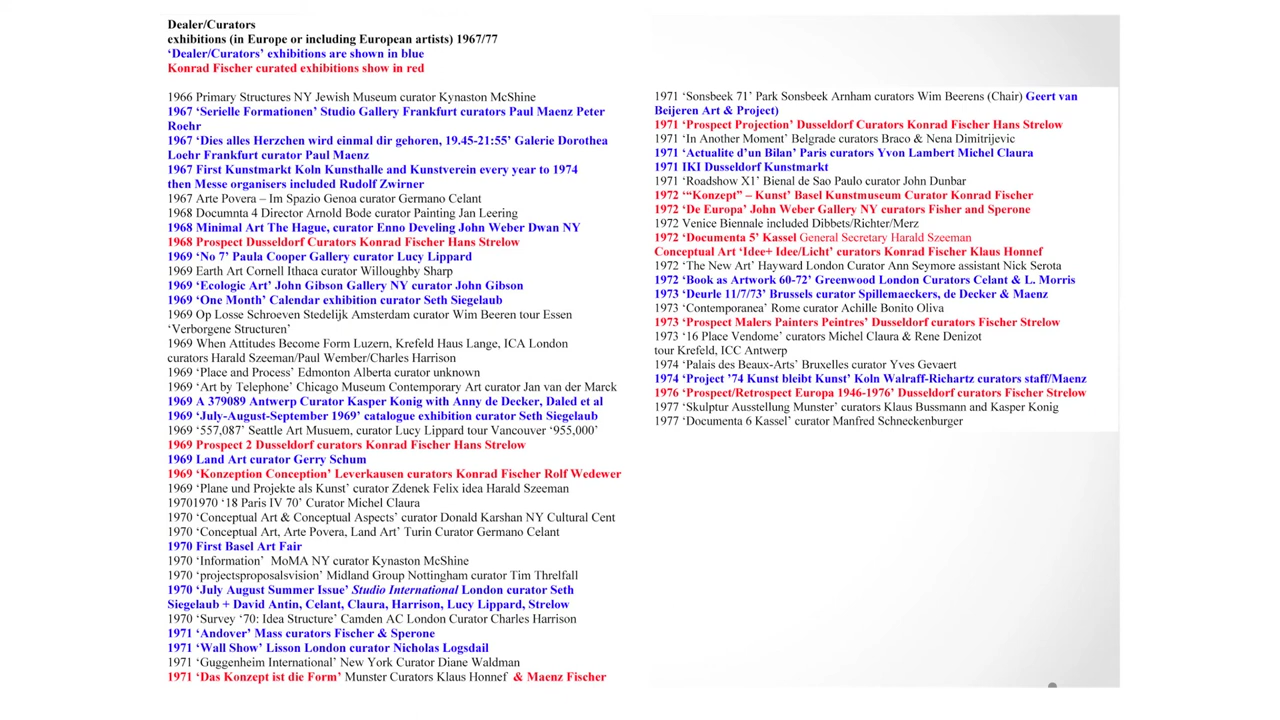 Dealer/Curators
exhibitions (in Europe or including European artists) 1967/77
‘Dealer/Curators’ exhibitions are shown in blue
Konrad Fischer curated exhibitions show in red
1966 Primary Structures NY Jewish Museum curator Kynaston McShine
1967 ‘Serielle Formationen’ Studio Gallery Frankfurt curators Paul Maenz Peter
Roehr
1967 ‘Dies alles Herzchen wird einmal dir gehoren, 19.45-21:55’ Galerie Dorothea
Loehr Frankfurt curator Paul Maenz
1967 First Kunstmarkt Koln Kunsthalle and Kunstverein every year to 1974
then Messe organisers included Rudolf Zwirner
1967 Arte Povera – Im Spazio Genoa curator Germano Celant
1968 Documnta 4 Director Arnold Bode curator Painting Jan Leering
1968 Minimal Art The Hague, curator Enno Develing John Weber Dwan NY
1968 Prospect Dusseldorf Curators Konrad Fischer Hans Strelow
1969 ‘No 7’ Paula Cooper Gallery curator Lucy Lippard
1969 Earth Art Cornell Ithaca curator Willoughby Sharp
1969 ‘Ecologic Art’ John Gibson Gallery NY curator John Gibson
1969 ‘One Month’ Calendar exhibition curator Seth Siegelaub
1969 Op Losse Schroeven Stedelijk Amsterdam curator Wim Beeren tour Essen
‘Verborgene Structuren’
1969 When Attitudes Become Form Luzern, Krefeld Haus Lange, ICA London
curators Harald Szeeman/Paul Wember/Charles Harrison
1969 ‘Place and Process’ Edmonton Alberta curator unknown
1969 ‘Art by Telephone’ Chicago Museum Contemporary Art curator Jan van der Marck
1969 A 379089 Antwerp Curator Kasper Konig with Anny de Decker, Daled et al
1969 ‘July-August-September 1969’ catalogue exhibition curator Seth Siegelaub
1969 ‘557,087’ Seattle Art Musuem, curator Lucy Lippard tour Vancouver ‘955,000’
1969 Prospect 2 Dusseldorf curators Konrad Fischer Hans Strelow
1969 Land Art curator Gerry Schum
1969 ‘Konzeption Conception’ Leverkausen curators Konrad Fischer Rolf Wedewer
1969 ‘Plane und Projekte als Kunst’ curator Zdenek Felix idea Harald Szeeman
19701970 ‘18 Paris IV 70’ Curator Michel Claura
1970 ‘Conceptual Art & Conceptual Aspects’ curator Donald Karshan NY Cultural Cent
1970 ‘Conceptual Art, Arte Povera, Land Art’ Turin Curator Germano Celant
1970 First Basel Art Fair
1970 ‘Information’ MoMA NY curator Kynaston McShine
1970 ‘projectsproposalsvision’ Midland Group Nottingham curator Tim Threlfall
1970 ‘July August Summer Issue’ Studio International London curator Seth
Siegelaub + David Antin, Celant, Claura, Harrison, Lucy Lippard, Strelow
1970 ‘Survey ‘70: Idea Structure’ Camden AC London Curator Charles Harrison
1971 ‘Andover’ Mass curators Fischer & Sperone
1971 ‘Wall Show’ Lisson London curator Nicholas Logsdail
1971 ‘Guggenheim International’ New York Curator Diane Waldman
1971 ‘Das Konzept ist die Form’ Munster Curators Klaus Honnef & Maenz Fischer
1971 ‘Sonsbeek 71’ Park Sonsbeek Arnham curators Wim Beerens (Chair) Geert van
Beijeren Art & Project)
1971 ‘Prospect Projection’ Dusseldorf Curators Konrad Fischer Hans Strelow
1971 ‘In Another Moment’ Belgrade curators Braco & Nena Dimitrijevic
1971 ‘Actualite d’un Bilan’ Paris curators Yvon Lambert Michel Claura
1971 IKI Dusseldorf Kunstmarkt
1971 ‘Roadshow X1’ Bienal de Sao Paulo curator John Dunbar
1972 ‘“Konzept” – Kunst’ Basel Kunstmuseum Curator Konrad Fischer
1972 ‘De Europa’ John Weber Gallery NY curators Fisher and Sperone
1972 Venice Biennale included Dibbets/Richter/Merz
1972 ‘Documenta 5’ Kassel General Secretary Harald Szeeman
Conceptual Art ‘Idee+ Idee/Licht’ curators Konrad Fischer Klaus Honnef
1972 ‘The New Art’ Hayward London Curator Ann Seymore assistant Nick Serota
1972 ‘Book as Artwork 60-72’ Greenwood London Curators Celant & L. Morris
1973 ‘Deurle 11/7/73’ Brussels curator Spillemaeckers, de Decker & Maenz
1973 ‘Contemporanea’ Rome curator Achille Bonito Oliva
1973 ‘Prospect Malers Painters Peintres’ Dusseldorf curators Fischer Strelow
1973 ‘16 Place Vendome’ curators Michel Claura & Rene Denizot
tour Krefeld, ICC Antwerp
1974 ‘Palais des Beaux-Arts’ Bruxelles curator Yves Gevaert
1974 ‘Project ’74 Kunst bleibt Kunst’ Koln Walraff-Richartz curators staff/Maenz
1976 ‘Prospect/Retrospect Europa 1946-1976’ Dusseldorf curators Fischer Strelow
1977 ‘Skulptur Ausstellung Munster’ curators Klaus Bussmann and Kasper Konig
1977 ‘Documenta 6 Kassel’ curator Manfred Schneckenburger